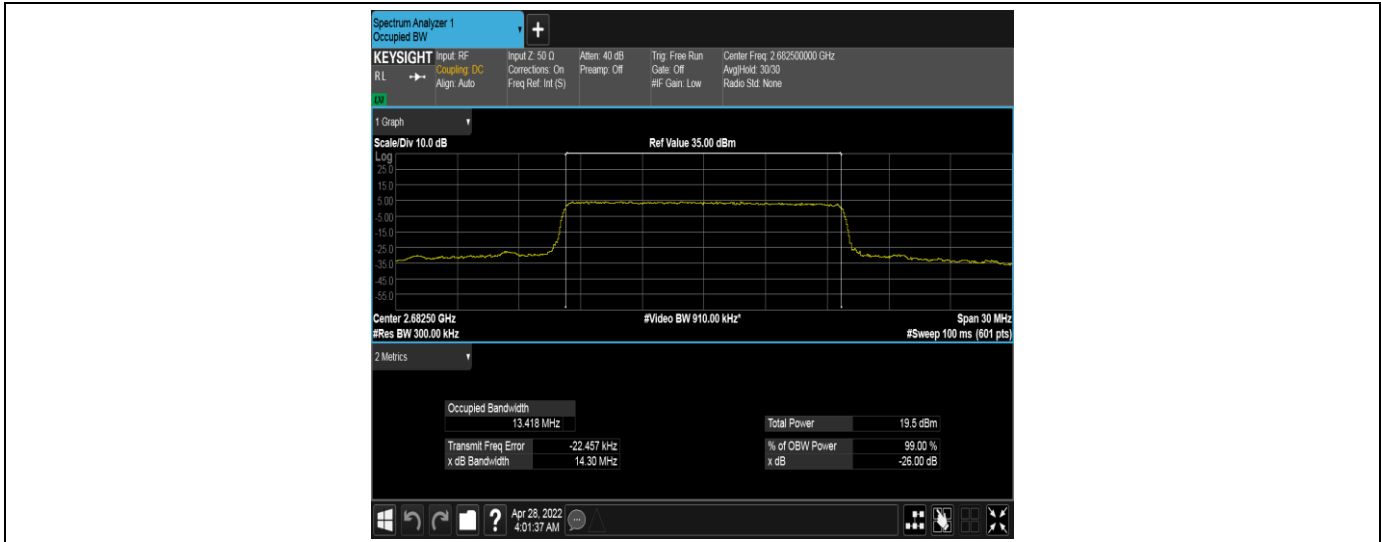 Spectrum Analyzer 1
Occupied BW
KEYSIGHT
RL
Input: RF
Coupling: DC
Align: Auto
Input Z: 50 Ω
Corrections: On
Freq Ref: Int (S)
Atten: 40 dB
Preamp: Off
Trig: Free Run
Gate: Off
#IF Gain: Low
Center Freq: 2.682500000 GHz
Avg|Hold: 30/30
Radio Std: None
1 Graph
Scale/Div 10.0 dB
Ref Value 35.00 dBm
Log
25.0
15.0
5.00
-5.00
-15.0
-25.0
-35.0
-45.0
-55.0
Center 2.68250 GHz
#Video BW 910.00 kHz*
Span 30 MHz
#Res BW 300.00 kHz
#Sweep 100 ms (601 pts)
2 Metrics
Occupied Bandwidth
13.418 MHz
Total Power 19.5 dBm
Transmit Freq Error -22.457 kHz
% of OBW Power 99.00 %
x dB Bandwidth 14.30 MHz
x dB -26.00 dB
Apr 28, 2022
4:01:37 AM